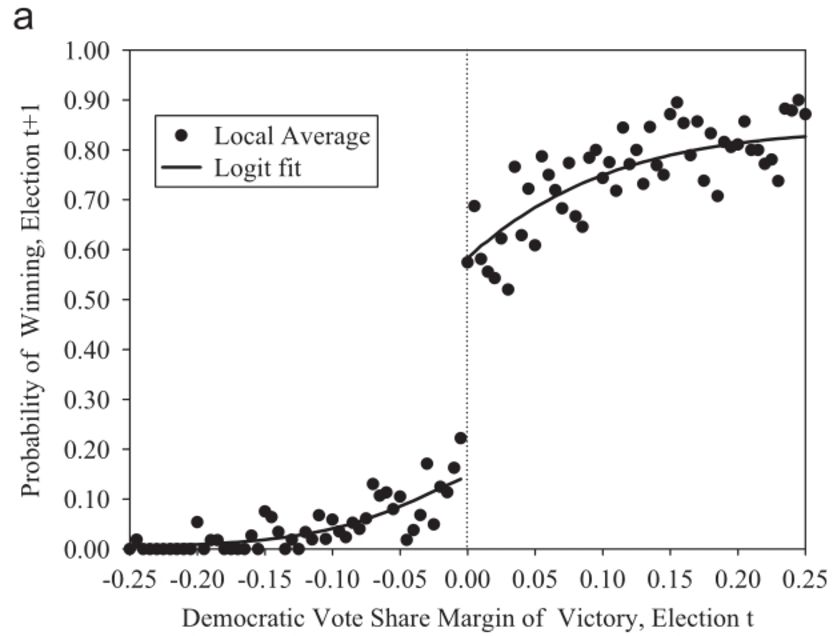 a
1.00
0.90
0.80
0.70
0.60
0.50
0.40
0.30
0.20
0.10
0.00
Probability of Winning, Election t+1
Local Average
Logit fit
-0.25 -0.20 -0.15 -0.10 -0.05 0.00 0.05 0.10 0.15 0.20 0.25
Democratic Vote Share Margin of Victory, Election t